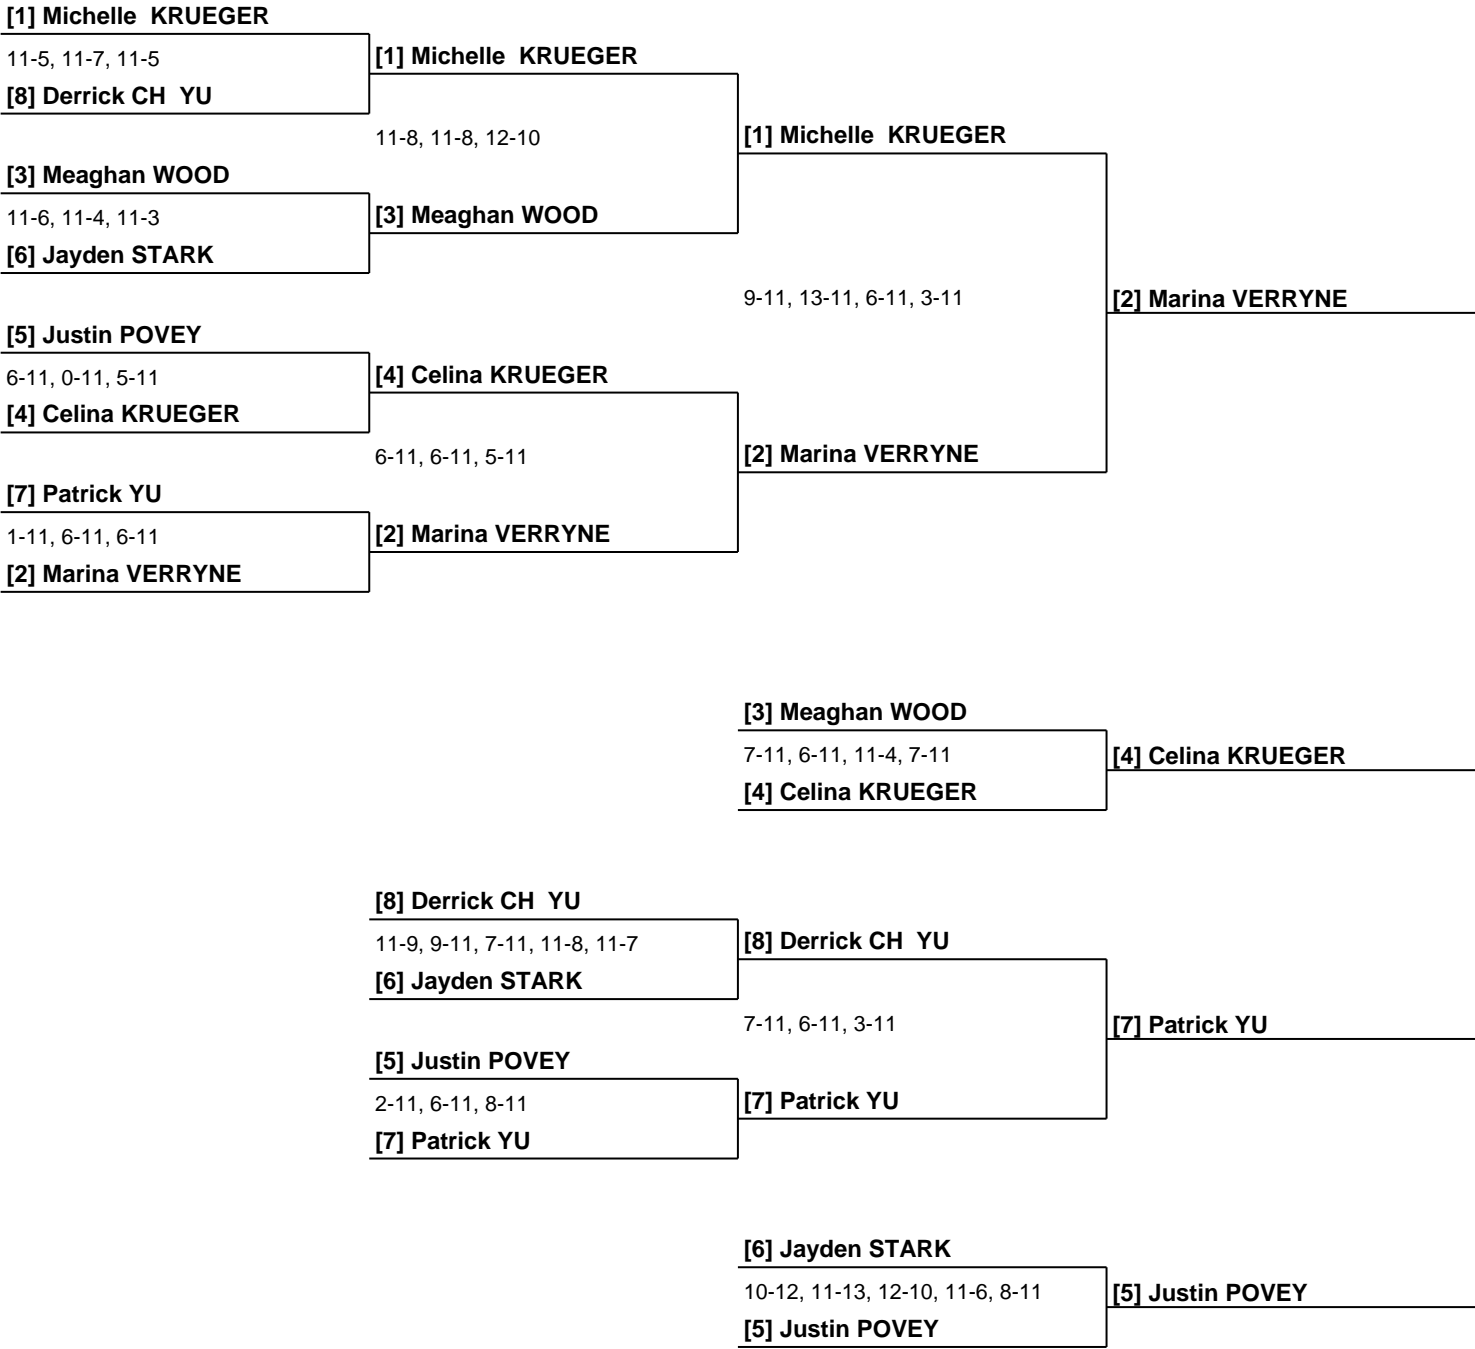 [1] Michelle  KRUEGER
11-5, 11-7, 11-5
[1] Michelle  KRUEGER
[8] Derrick CH  YU
11-8, 11-8, 12-10
[1] Michelle  KRUEGER
[3] Meaghan WOOD
11-6, 11-4, 11-3
[3] Meaghan WOOD
[6] Jayden STARK
9-11, 13-11, 6-11, 3-11
[2] Marina VERRYNE
[5] Justin POVEY
6-11, 0-11, 5-11
[4] Celina KRUEGER
[4] Celina KRUEGER
6-11, 6-11, 5-11
[2] Marina VERRYNE
[7] Patrick YU
1-11, 6-11, 6-11
[2] Marina VERRYNE
[2] Marina VERRYNE
[3] Meaghan WOOD
7-11, 6-11, 11-4, 7-11
[4] Celina KRUEGER
[4] Celina KRUEGER
[8] Derrick CH  YU
11-9, 9-11, 7-11, 11-8, 11-7
[8] Derrick CH  YU
[6] Jayden STARK
7-11, 6-11, 3-11
[7] Patrick YU
[5] Justin POVEY
2-11, 6-11, 8-11
[7] Patrick YU
[7] Patrick YU
[6] Jayden STARK
10-12, 11-13, 12-10, 11-6, 8-11
[5] Justin POVEY
[5] Justin POVEY